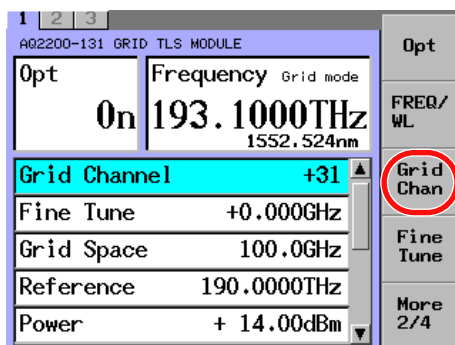 1 2 3
AQ2200-131 GRID TLS MODULE
Opt
On
Frequency Grid mode
193.1000THz
1552.524nm
Grid Channel +31
Fine Tune +0.000GHz
Grid Space 100.0GHz
Reference 190.0000THz
Power + 14.00dBm
Opt
FREQ/
WL
Grid
Chan
Fine
Tune
More
2/4